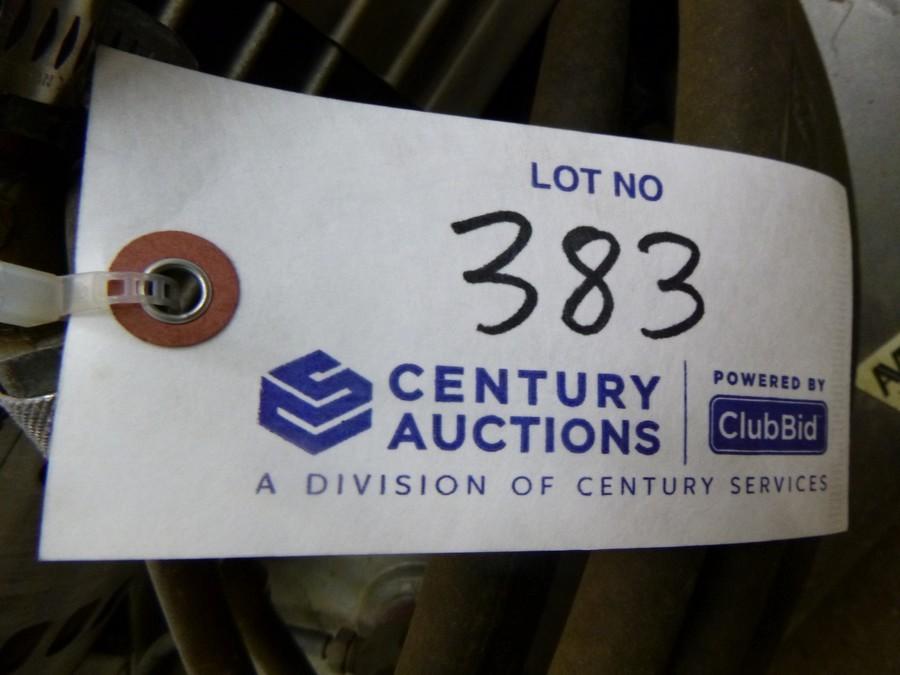 LOT NO
383
CENTURY
AUCTIONS
POWERED BY
ClubBid
A DIVISION OF CENTURY SERVICES